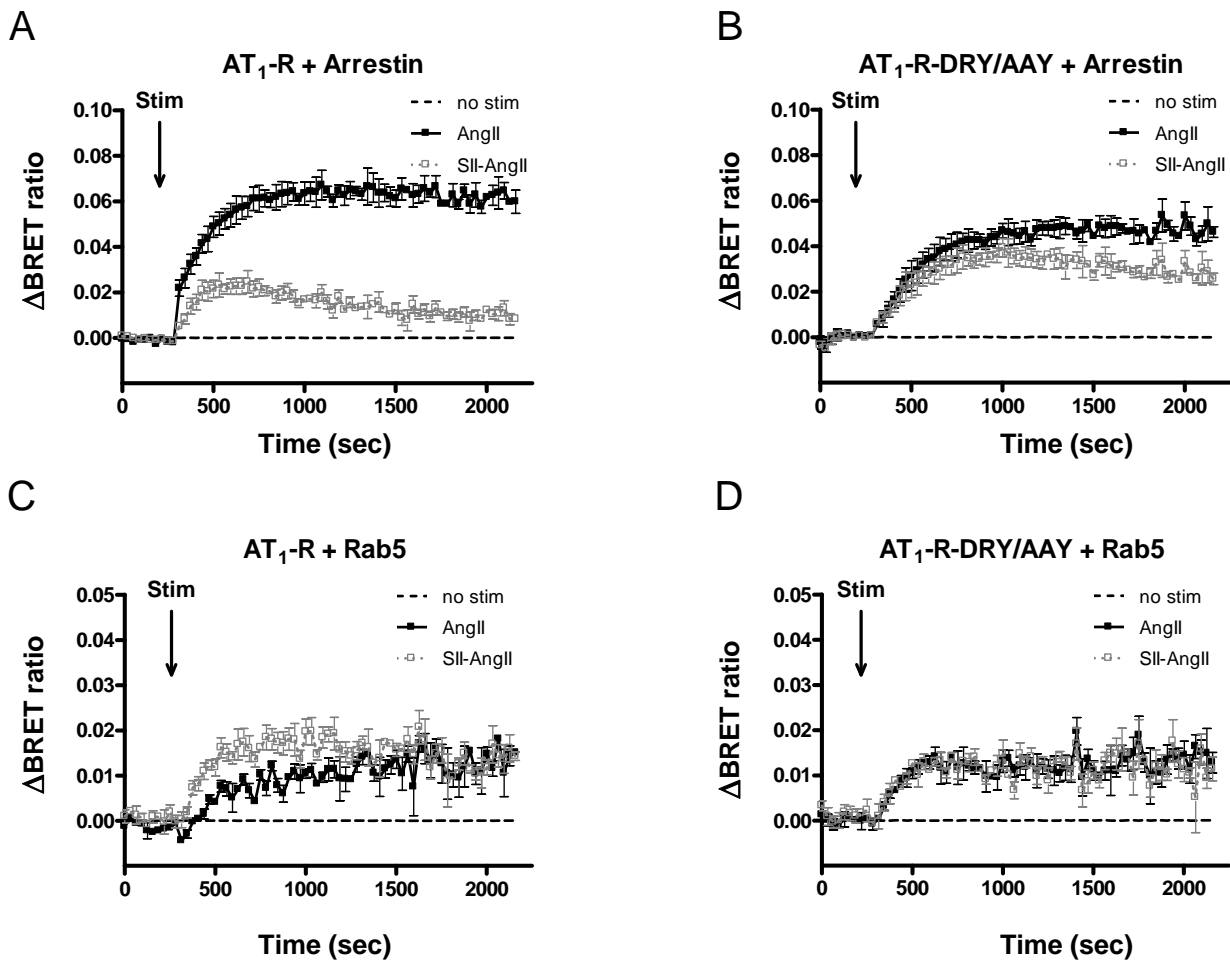 A
AT₁-R + Arrestin
Stim
no stim
AngII
SII-AngII
0.10
0.08
0.06
0.04
0.02
0.00
ΔBRET ratio
0 500 1000 1500 2000
Time (sec)
B
AT₁-R-DRY/AAY + Arrestin
Stim
no stim
AngII
SII-AngII
0.10
0.08
0.06
0.04
0.02
0.00
ΔBRET ratio
0 500 1000 1500 2000
Time (sec)
C
AT₁-R + Rab5
Stim
no stim
AngII
SII-AngII
0.05
0.04
0.03
0.02
0.01
0.00
ΔBRET ratio
0 500 1000 1500 2000
Time (sec)
D
AT₁-R-DRY/AAY + Rab5
Stim
no stim
AngII
SII-AngII
0.05
0.04
0.03
0.02
0.01
0.00
ΔBRET ratio
0 500 1000 1500 2000
Time (sec)